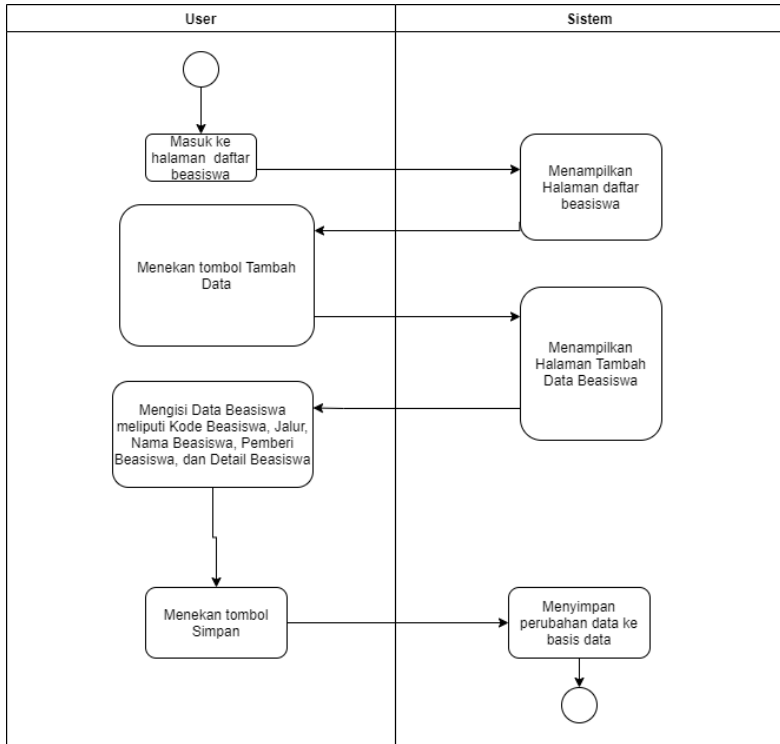 User
Sistem
Masuk ke
halaman daftar
beasiswa
Menampilkan
Halaman daftar
beasiswa
Menekan tombol Tambah
Data
Menampilkan
Halaman Tambah
Data Beasiswa
Mengisi Data Beasiswa
meliputi Kode Beasiswa, Jalur,
Nama Beasiswa, Pemberi
Beasiswa, dan Detail Beasiswa
Menekan tombol
Simpan
Menyimpan
perubahan data ke
basis data